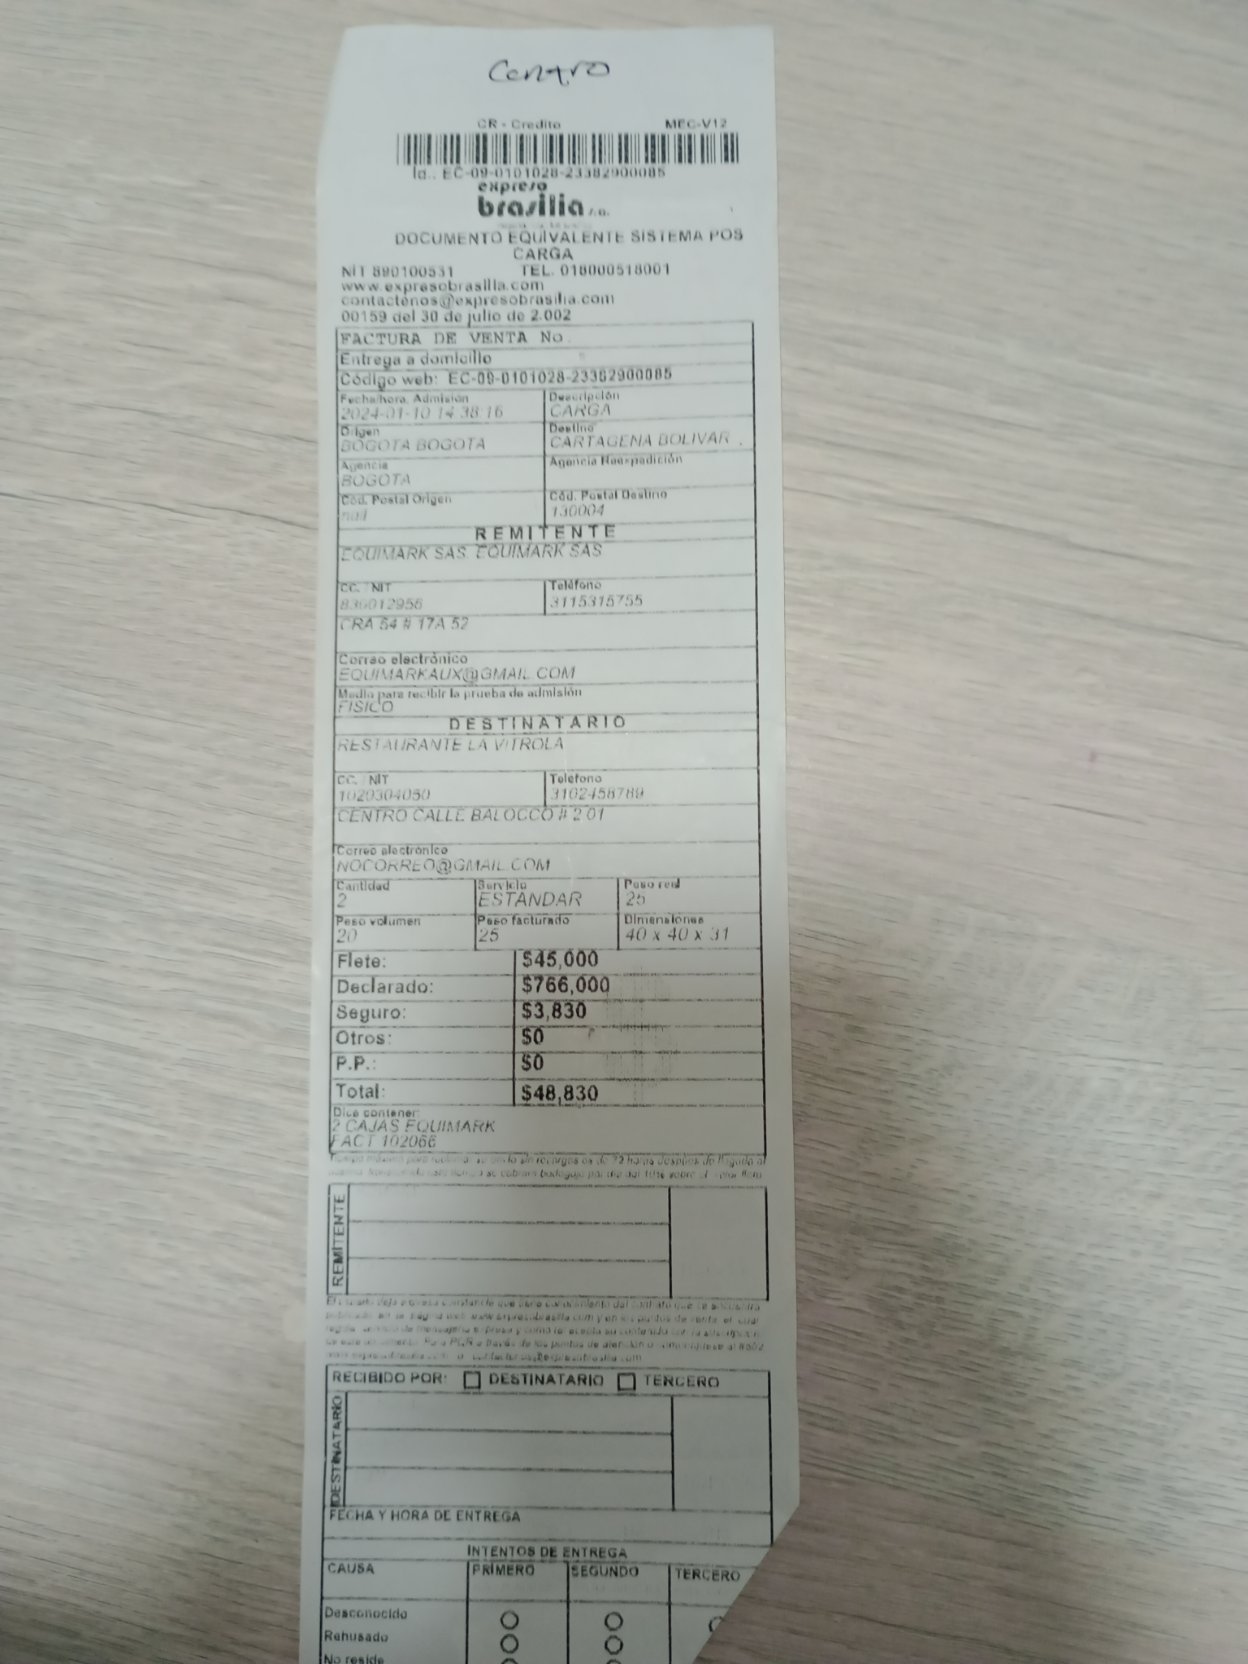 Centro
CR - Credito MEC-V12
Id.: EC-09-0101028-23382900085
expreso
brasilia s.a.
DOCUMENTO EQUIVALENTE SISTEMA POS
CARGA
NIT 890100531 TEL. 018000518001
www.expresobrasilia.com
contactenos@expresobrasilia.com
00159 del 30 de julio de 2.002
FACTURA DE VENTA No.
Entrega a domicilio
Código web: EC-09-0101028-23382900085
Fecha/hora. Admisión Descripción
2024-01-10 14:38:16 CARGA
Origen Destino
BOGOTA BOGOTA CARTAGENA BOLIVAR
Agencia Agencia Reexpedición
BOGOTA
Cód. Postal Origen Cód. Postal Destino
null 130004
REMITENTE
EQUIMARK SAS. EQUIMARK SAS
CC. NIT Teléfono
830012956 3115315755
CRA 54 # 17A 52
Correo electrónico
EQUIMARKAUX@GMAIL.COM
Medio para recibir la prueba de admisión
FISICO
DESTINATARIO
RESTAURANTE LA VITROLA
CC. NIT Telefono
1020304050 3102458789
CENTRO CALLE BALOCCO # 2 01
Correo electrónico
NOCORREO@GMAIL.COM
Cantidad Servicio Peso real
2 ESTANDAR 25
Peso volumen Peso facturado Dimensiones
20 25 40 x 40 x 31
Flete: $45,000
Declarado: $766,000
Seguro: $3,830
Otros: $0
P.P.: $0
Total: $48,830
Dice contener:
2 CAJAS EQUIMARK
FACT 102066
REMITENTE
RECIBIDO POR: DESTINATARIO TERCERO
DESTINATARIO
FECHA Y HORA DE ENTREGA
INTENTOS DE ENTREGA
CAUSA PRIMERO SEGUNDO TERCERO
Desconocido
Rehusado
No reside